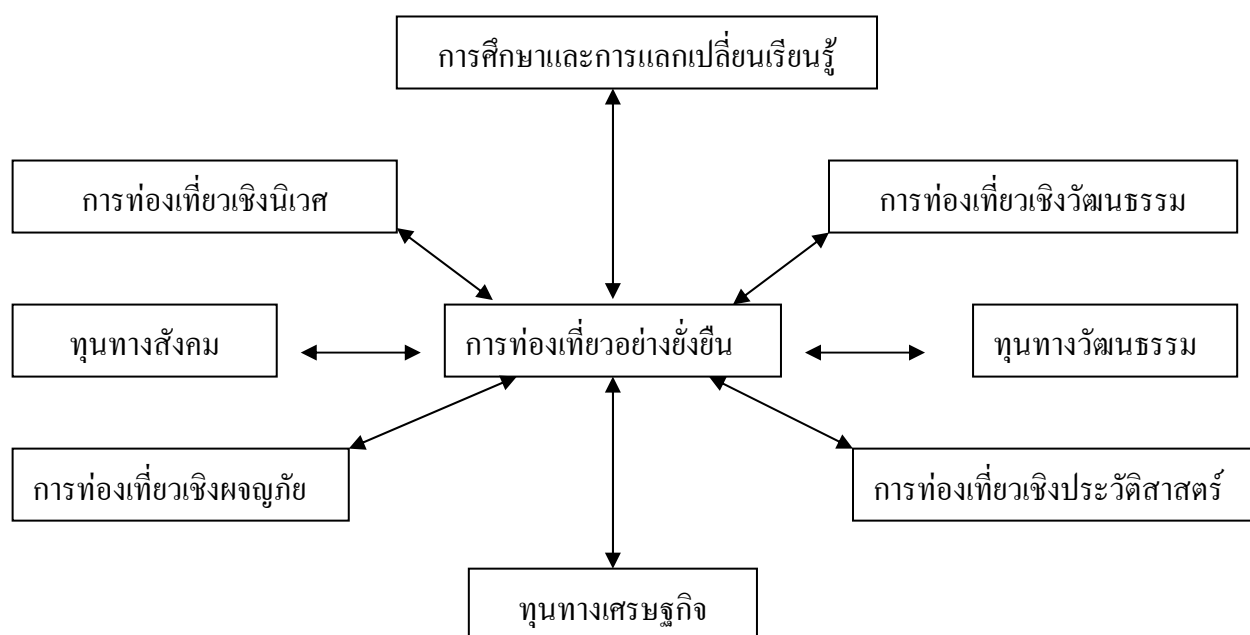 การศึกษาและการแลกเปลี่ยนเรียนรู้
การท่องเที่ยวเชิงนิเวศ
การท่องเที่ยวเชิงวัฒนธรรม
ทุนทางสังคม
การท่องเที่ยวอย่างยั่งยืน
ทุนทางวัฒนธรรม
การท่องเที่ยวเชิงผจญภัย
การท่องเที่ยวเชิงประวัติสาสตร์
ทุนทางเศรษฐกิจ